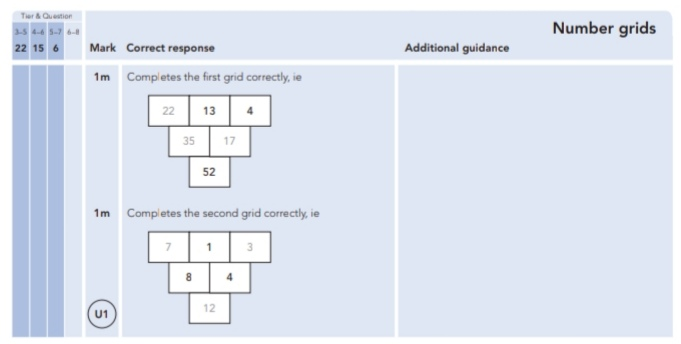 Tier & Question
3–5 4–6 5–7 6–8
Number grids
22 15 6 Mark Correct response Additional guidance
1m Completes the first grid correctly, ie
22 13 4
35 17
52
1m Completes the second grid correctly, ie
7 1 3
8 4
12
U1